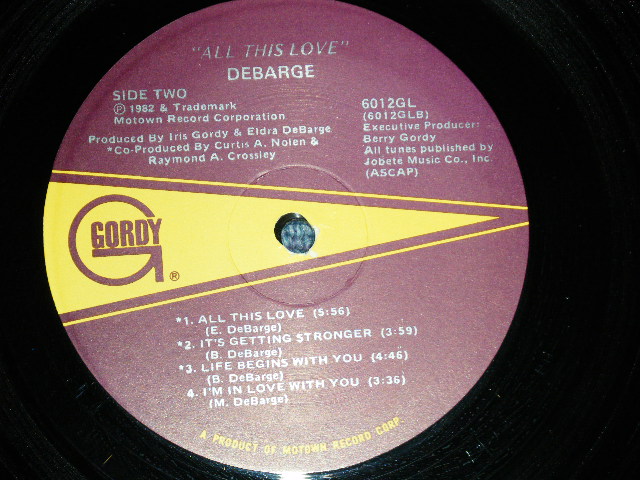 "ALL THIS LOVE"
DEBARGE
SIDE TWO
Ⓟ 1982 & Trademark
Motown Record Corporation
Produced By Iris Gordy & Eldra DeBarge
*Co-Produced By Curtis A. Nolen &
Raymond A. Crossley
6012GL
(6012GLB)
Executive Producer:
Berry Gordy
All tunes published by
Jobete Music Co., Inc.
(ASCAP)
GORDY
G
®
*1. ALL THIS LOVE (5:56)
(E. DeBarge)
*2. IT'S GETTING STRONGER (3:59)
(B. DeBarge)
*3. LIFE BEGINS WITH YOU (4:46)
(B. DeBarge)
4. I'M IN LOVE WITH YOU (3:36)
(M. DeBarge)
A PRODUCT OF MOTOWN RECORD CORP.